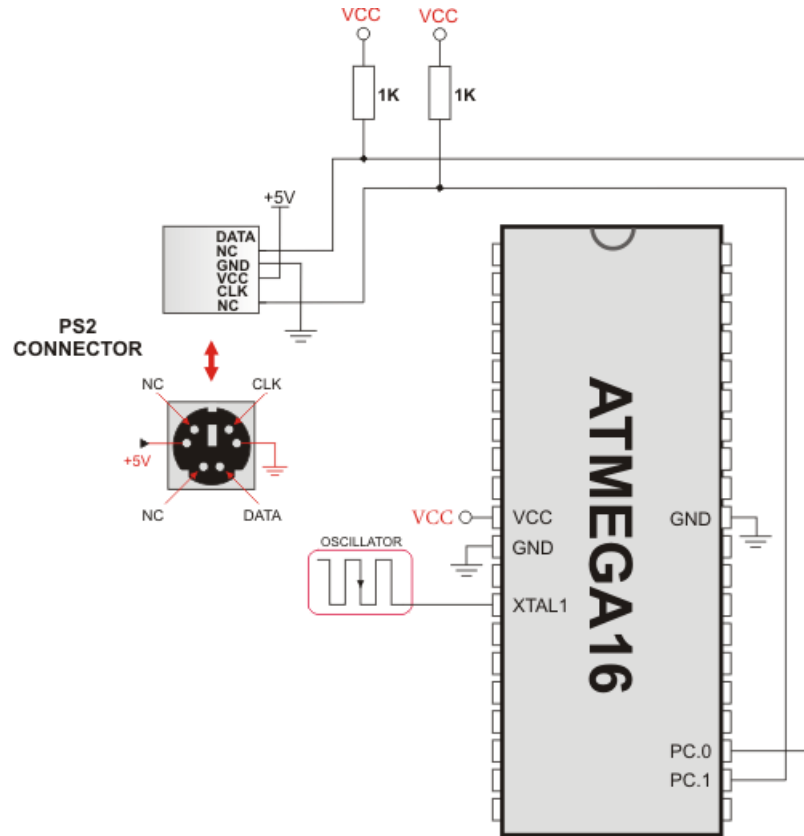 VCC VCC
1K 1K
+5V
DATA
NC
GND
VCC
CLK
NC
PS2
CONNECTOR
NC CLK
+5V
NC DATA
OSCILLATOR
VCC
VCC
GND
XTAL1
ATMEGA16
GND
PC.0
PC.1